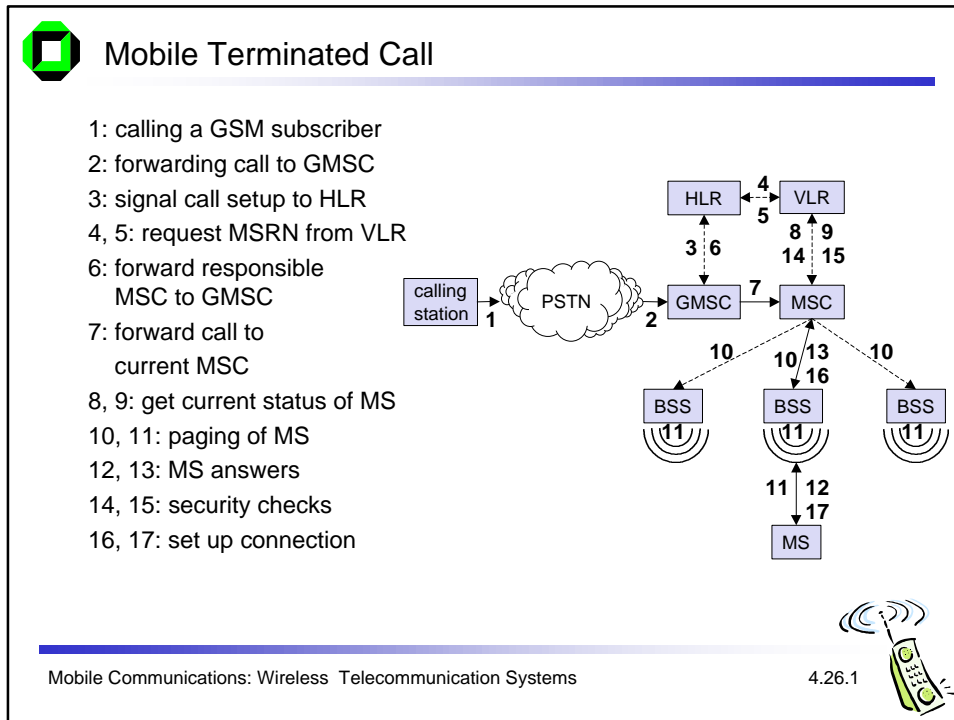 Mobile Terminated Call
1: calling a GSM subscriber
2: forwarding call to GMSC
3: signal call setup to HLR
4, 5: request MSRN from VLR
6: forward responsible
MSC to GMSC
7: forward call to
current MSC
8, 9: get current status of MS
10, 11: paging of MS
12, 13: MS answers
14, 15: security checks
16, 17: set up connection
HLR
4
5
VLR
3 6
8 9
14 15
calling
station
1
PSTN
2
GMSC
7
MSC
10
10
13
16
10
BSS
BSS
BSS
11
11
11
11
12
17
MS
Mobile Communications: Wireless Telecommunication Systems
4.26.1